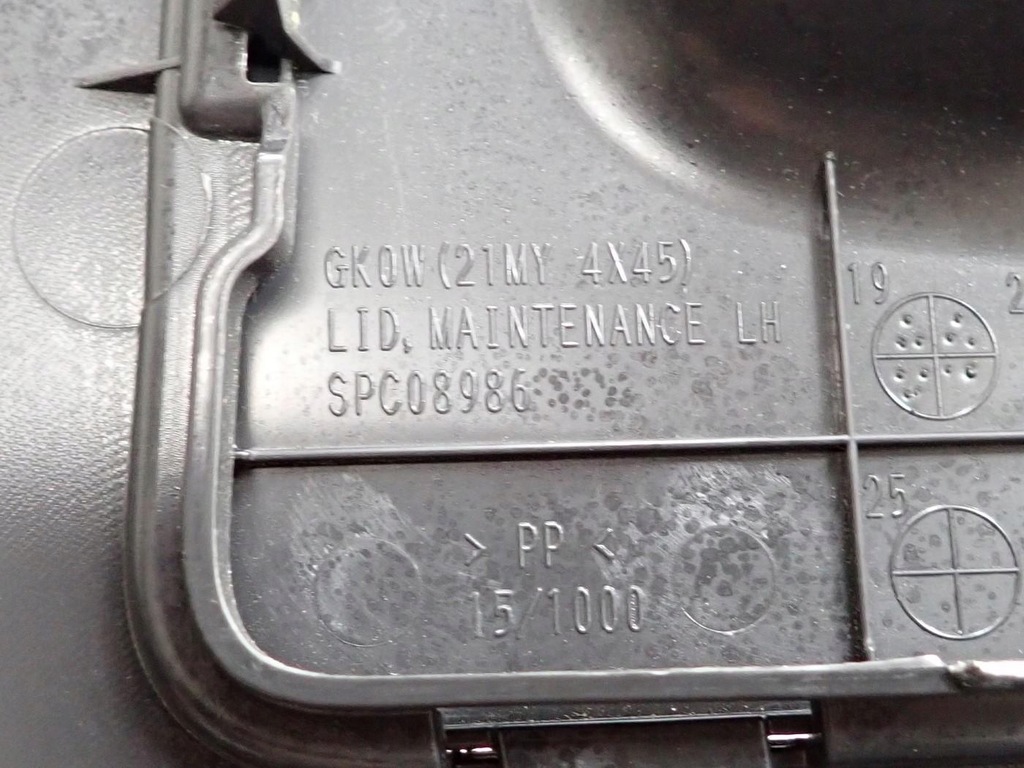 GK0W(21MY 4X45)
LID, MAINTENANCE LH
SPC08986
19
25
> PP <
15/1000